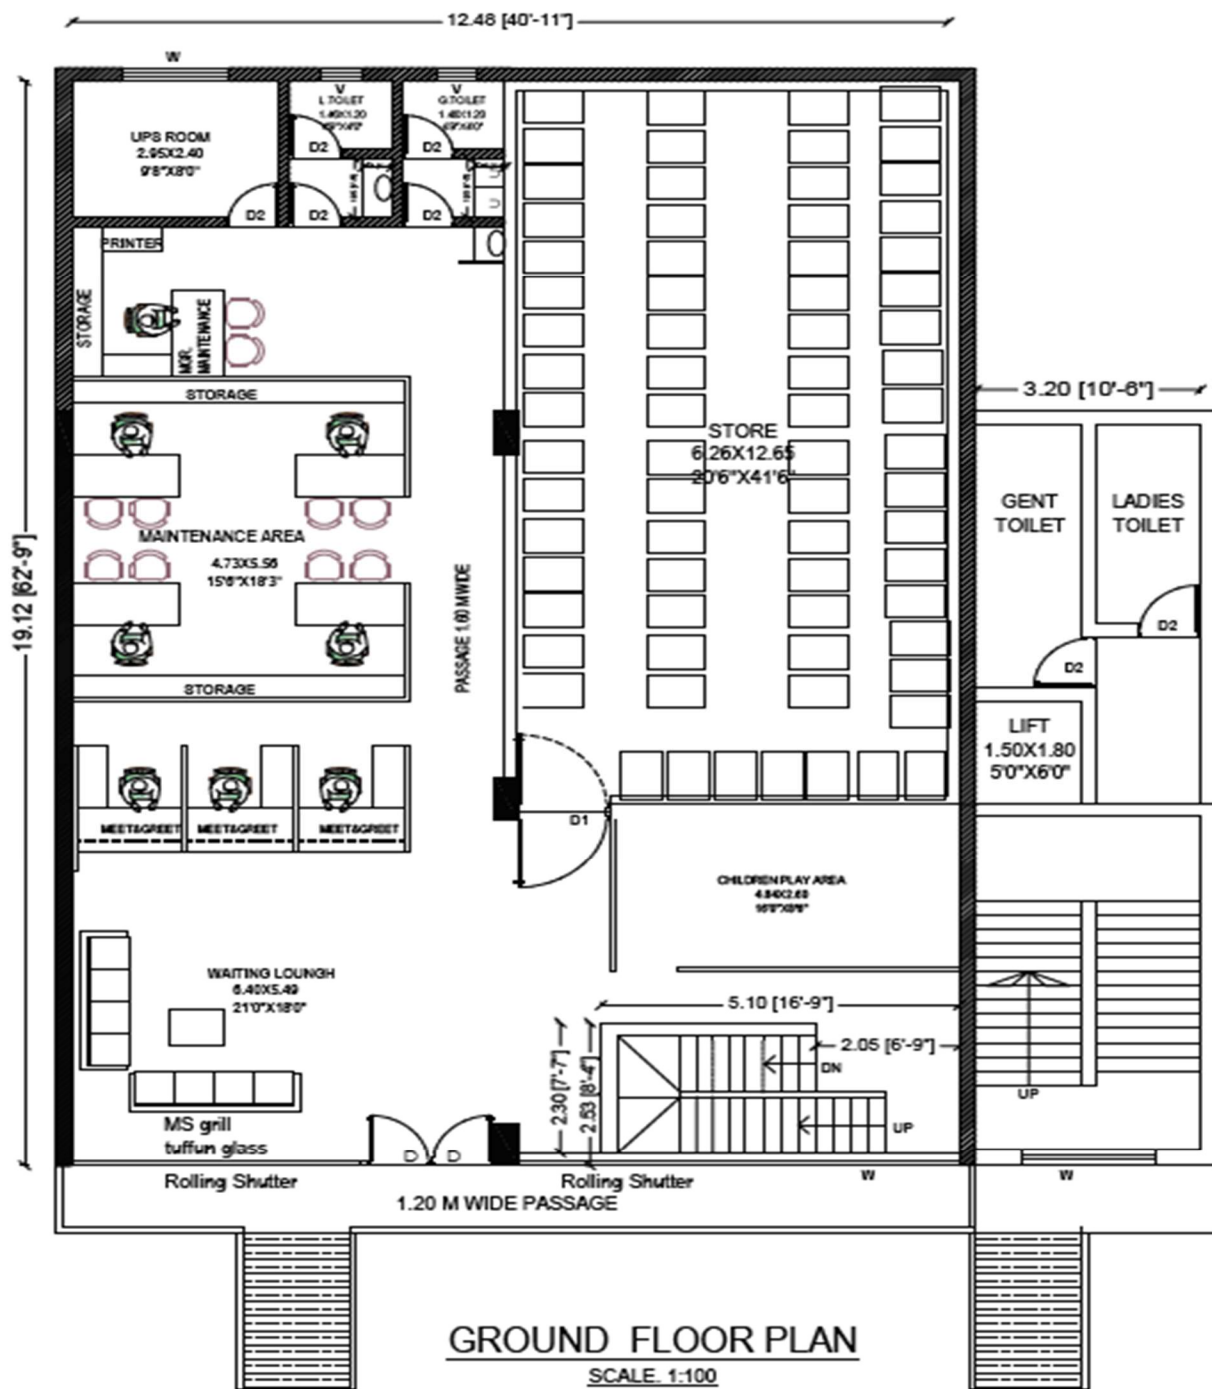 12.48 [40'-11"]
W
V
V
L.TOILET
G.TOILET
UPS ROOM
2.95X2.40
9'8"X8'0"
D2
D2
D2
D2
D2
PRINTER
STORAGE
MGR.
MAINTENANCE
STORAGE
3.20 [10'-6"]
STORE
6.26X12.65
20'6"X41'6"
GENT
TOILET
LADIES
TOILET
MAINTENANCE AREA
4.73X5.56
15'6"X18'3"
19.12 [62'-9"]
PASSAGE 1.60 M WIDE
D2
D2
STORAGE
LIFT
1.50X1.80
5'0"X6'0"
MEET&GREET
MEET&GREET
MEET&GREET
D1
CHILDREN PLAY AREA
WAITING LOUNGH
6.40X5.49
21'0"X18'0"
5.10 [16'-9"]
2.05 [6'-9"]
2.30 [7'-7"]
2.53 [8'-4"]
DN
UP
UP
MS grill
tuffun glass
D
D
Rolling Shutter
Rolling Shutter
W
W
1.20 M WIDE PASSAGE
GROUND FLOOR PLAN
SCALE. 1:100